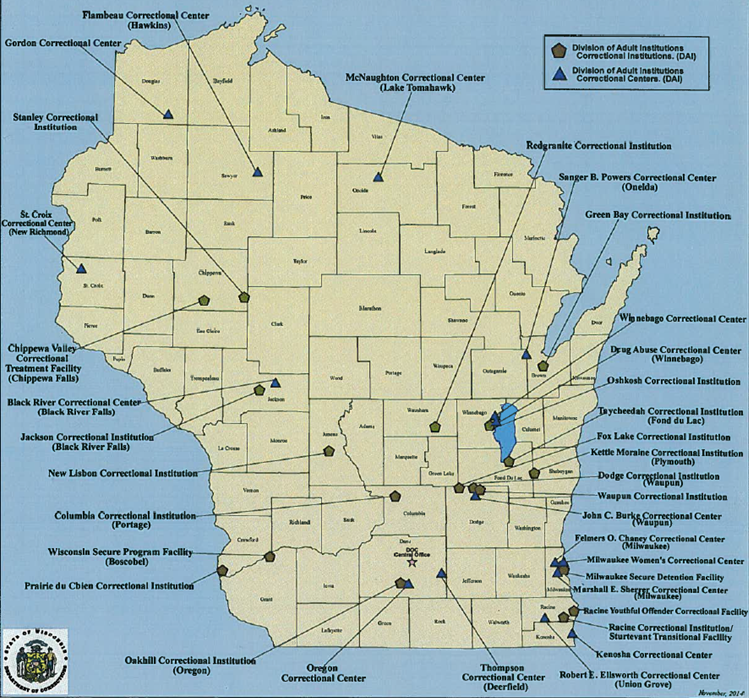 Flambeau Correctional Center
(Hawkins)
Gordon Correctional Center
McNaughton Correctional Center
(Lake Tomahawk)
Stanley Correctional
Institution
Division of Adult Institutions
Correctional Institutions. (DAI)
Division of Adult Institutions
Correctional Centers. (DAI)
Redgranite Correctional Institution
Sanger B. Powers Correctional Center
(Oneida)
Green Bay Correctional Institution
St. Croix
Correctional Center
(New Richmond)
Winnebago Correctional Center
Drug Abuse Correctional Center
(Winnebago)
Oshkosh Correctional Institution
Taycheedah Correctional Institution
(Fond du Lac)
Fox Lake Correctional Institution
Kettle Moraine Correctional Institution
(Plymouth)
Dodge Correctional Institution
(Waupun)
Waupun Correctional Institution
John C. Burke Correctional Center
(Waupun)
Felmers O. Chaney Correctional Center
(Milwaukee)
Milwaukee Women's Correctional Center
Milwaukee Secure Detention Facility
Marshall E. Sherrer Correctional Center
(Milwaukee)
Racine Youthful Offender Correctional Facility
Racine Correctional Institution/
Sturtevant Transitional Facility
Kenosha Correctional Center
Robert E. Ellsworth Correctional Center
(Union Grove)
Chippewa Valley
Correctional
Treatment Facility
(Chippewa Falls)
Black River Correctional Center
(Black River Falls)
Jackson Correctional Institution
(Black River Falls)
New Lisbon Correctional Institution
Columbia Correctional Institution
(Portage)
Wisconsin Secure Program Facility
(Boscobel)
Prairie du Chien Correctional Institution
Oakhill Correctional Institution
(Oregon)
Oregon
Correctional Center
Thompson
Correctional Center
(Deerfield)
Douglas
Bayfield
Ashland
Iron
Vilas
Washburn
Sawyer
Burnett
Price
Oneida
Florence
Forest
Polk
Barron
Rusk
Lincoln
Langlade
Marinette
Taylor
Chippewa
Oconto
St. Croix
Dunn
Marathon
Door
Pierce
Eau Claire
Clark
Shawano
Pepin
Buffalo
Trempealeau
Wood
Portage
Waupaca
Outagamie
Brown
Kewaunee
Jackson
Adams
Waushara
Winnebago
Calumet
Manitowoc
La Crosse
Monroe
Juneau
Marquette
Green Lake
Fond Du Lac
Sheboygan
Vernon
Richland
Sauk
Columbia
Dodge
Washington
Ozaukee
Crawford
Dane
DOC
Central Office
Jefferson
Waukesha
Milwaukee
Grant
Iowa
Lafayette
Green
Rock
Walworth
Racine
Kenosha
STATE OF WISCONSIN
DEPARTMENT OF CORRECTIONS